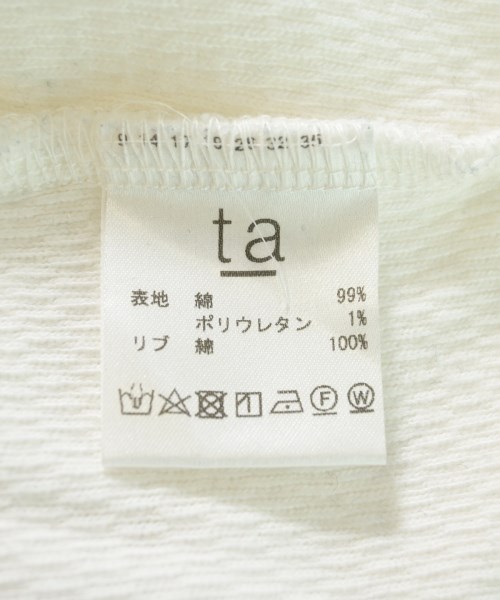 ta
表地 綿 99%
ポリウレタン 1%
リブ 綿 100%
F W